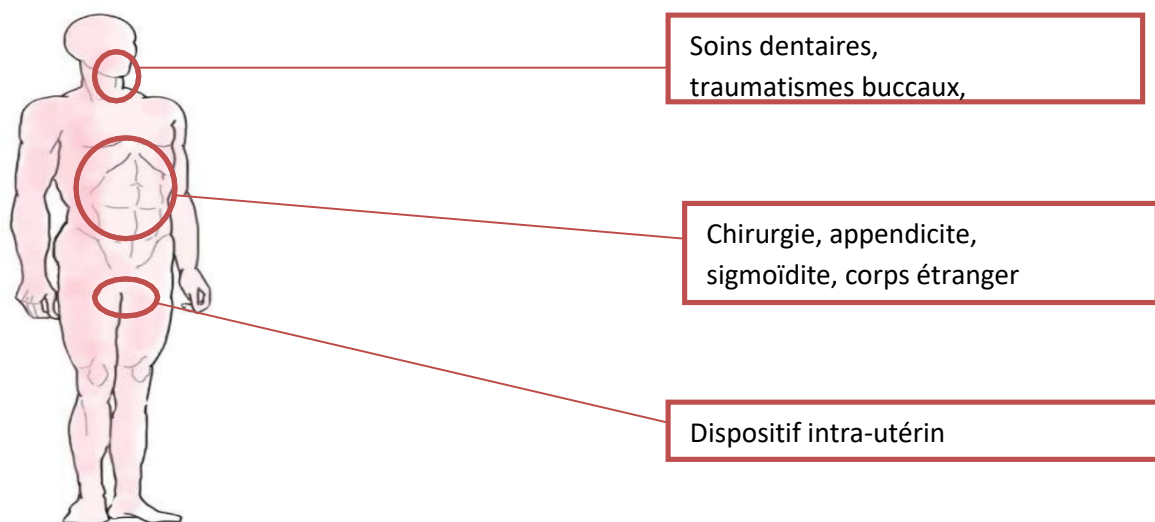 Soins dentaires,
traumatismes buccaux,
Chirurgie, appendicite,
sigmoïdite, corps étranger
Dispositif intra-utérin